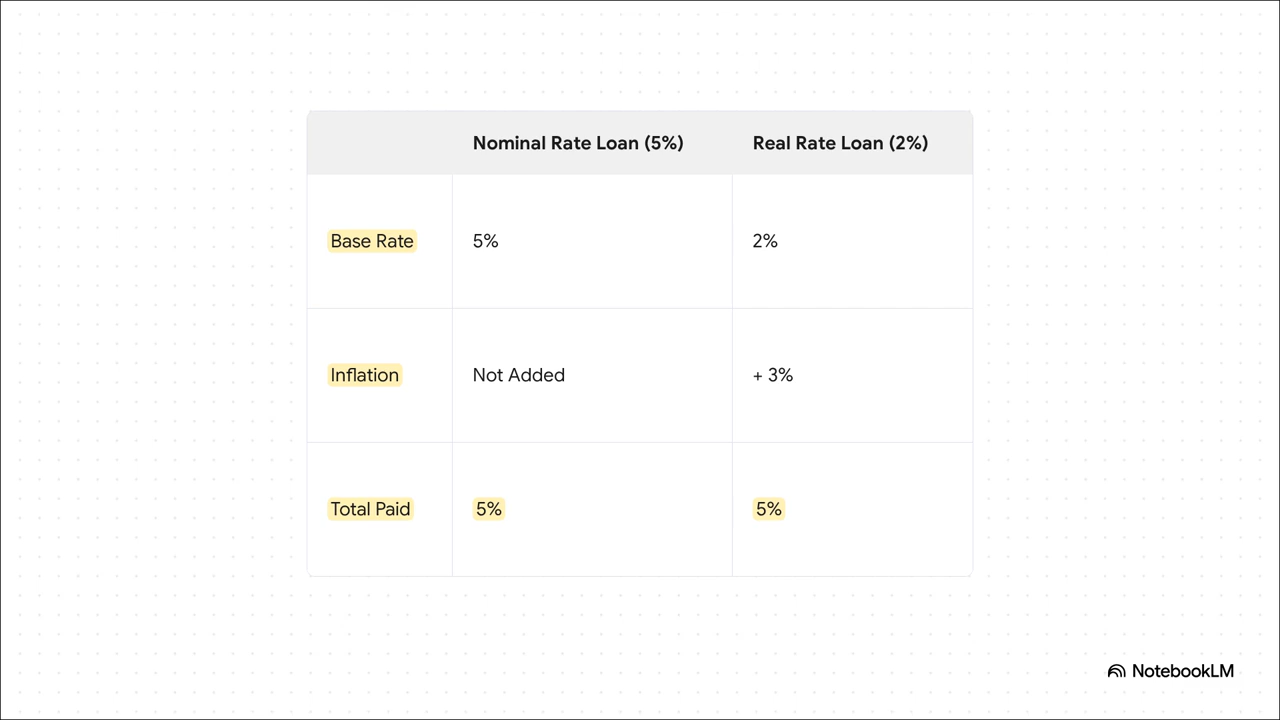 Nominal Rate Loan (5%) Real Rate Loan (2%)
Base Rate 5% 2%
Inflation Not Added + 3%
Total Paid 5% 5%
NotebookLM